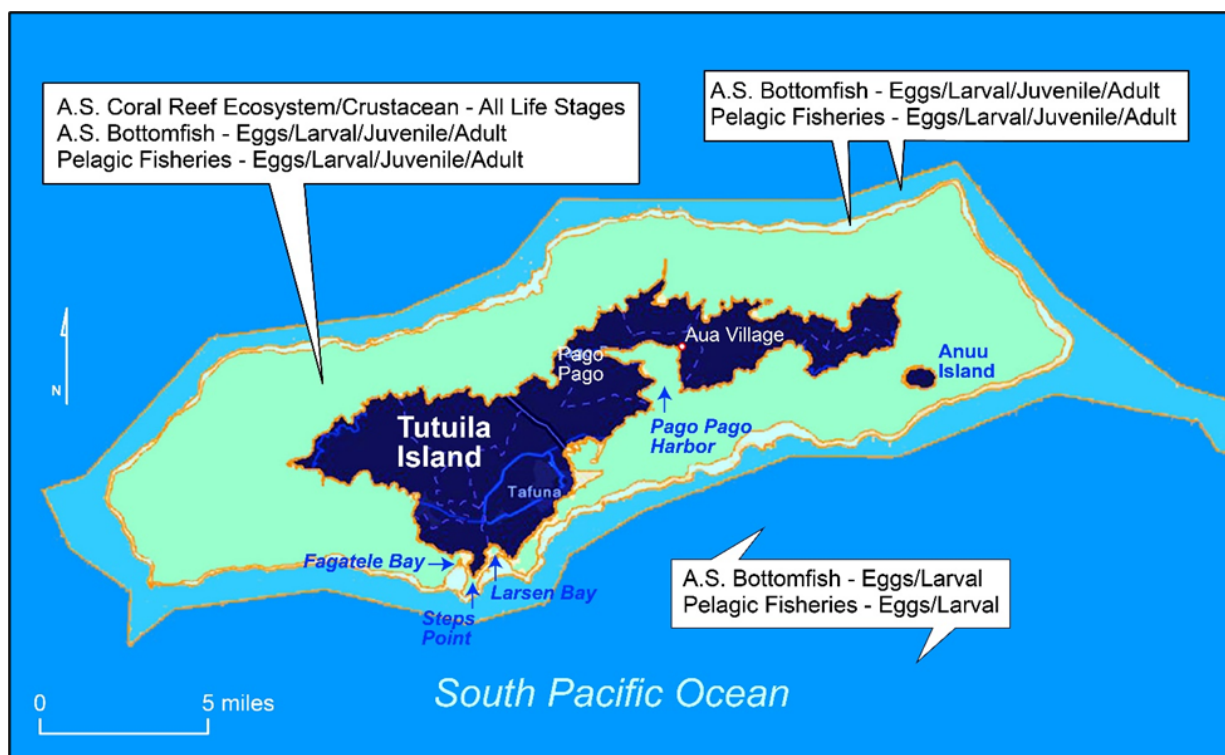 A.S. Coral Reef Ecosystem/Crustacean - All Life Stages
A.S. Bottomfish - Eggs/Larval/Juvenile/Adult
Pelagic Fisheries - Eggs/Larval/Juvenile/Adult
A.S. Bottomfish - Eggs/Larval/Juvenile/Adult
Pelagic Fisheries - Eggs/Larval/Juvenile/Adult
N
Aua Village
Pago
Pago
Anuu
Island
Pago Pago
Harbor
Tutuila
Island
Tafuna
Fagatele Bay
Larsen Bay
Steps
Point
A.S. Bottomfish - Eggs/Larval
Pelagic Fisheries - Eggs/Larval
South Pacific Ocean
0
5 miles